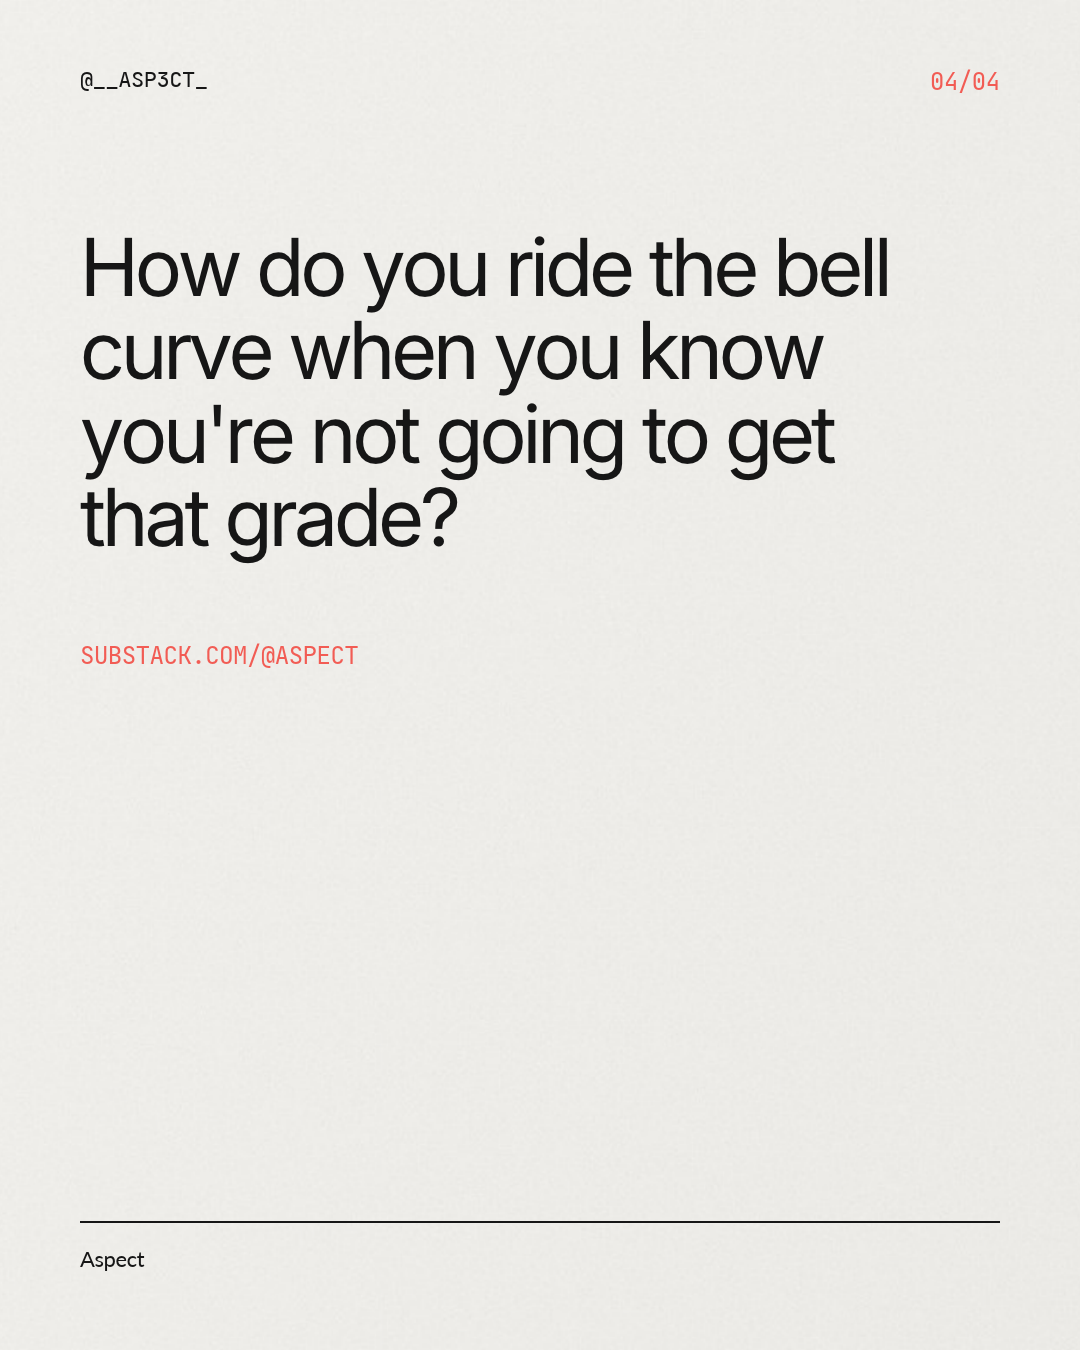 @__ASP3CT_
04/04
How do you ride the bell
curve when you know
you're not going to get
that grade?
SUBSTACK.COM/@ASPECT
Aspect